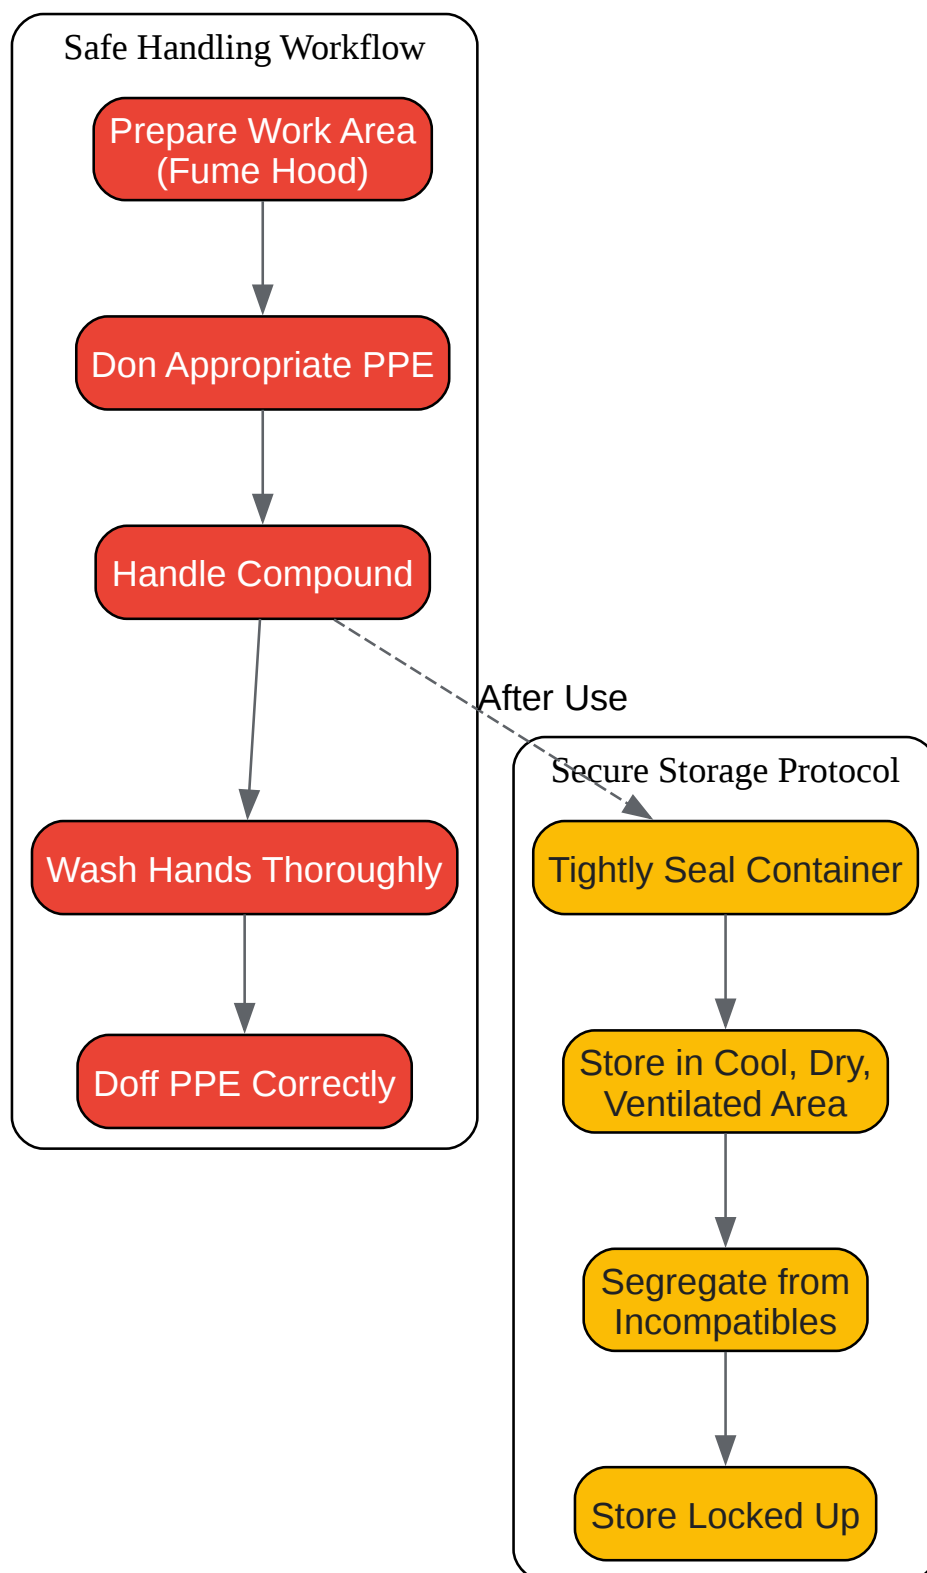 Safe Handling Workflow
Prepare Work Area
(Fume Hood)
Don Appropriate PPE
Handle Compound
After Use
Wash Hands Thoroughly
Doff PPE Correctly
Secure Storage Protocol
Tightly Seal Container
Store in Cool, Dry,
Ventilated Area
Segregate from
Incompatibles
Store Locked Up